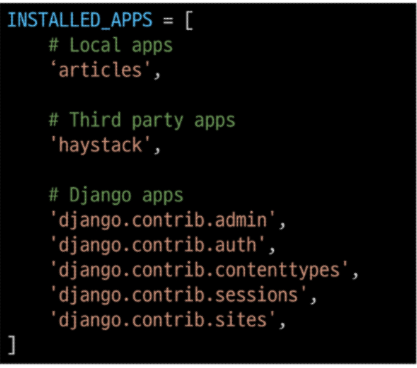 INSTALLED_APPS = [
    # Local apps
    ‘articles',

    # Third party apps
    'haystack',

    # Django apps
    'django.contrib.admin',
    'django.contrib.auth',
    'django.contrib.contenttypes',
    'django.contrib.sessions',
    'django.contrib.sites',
]